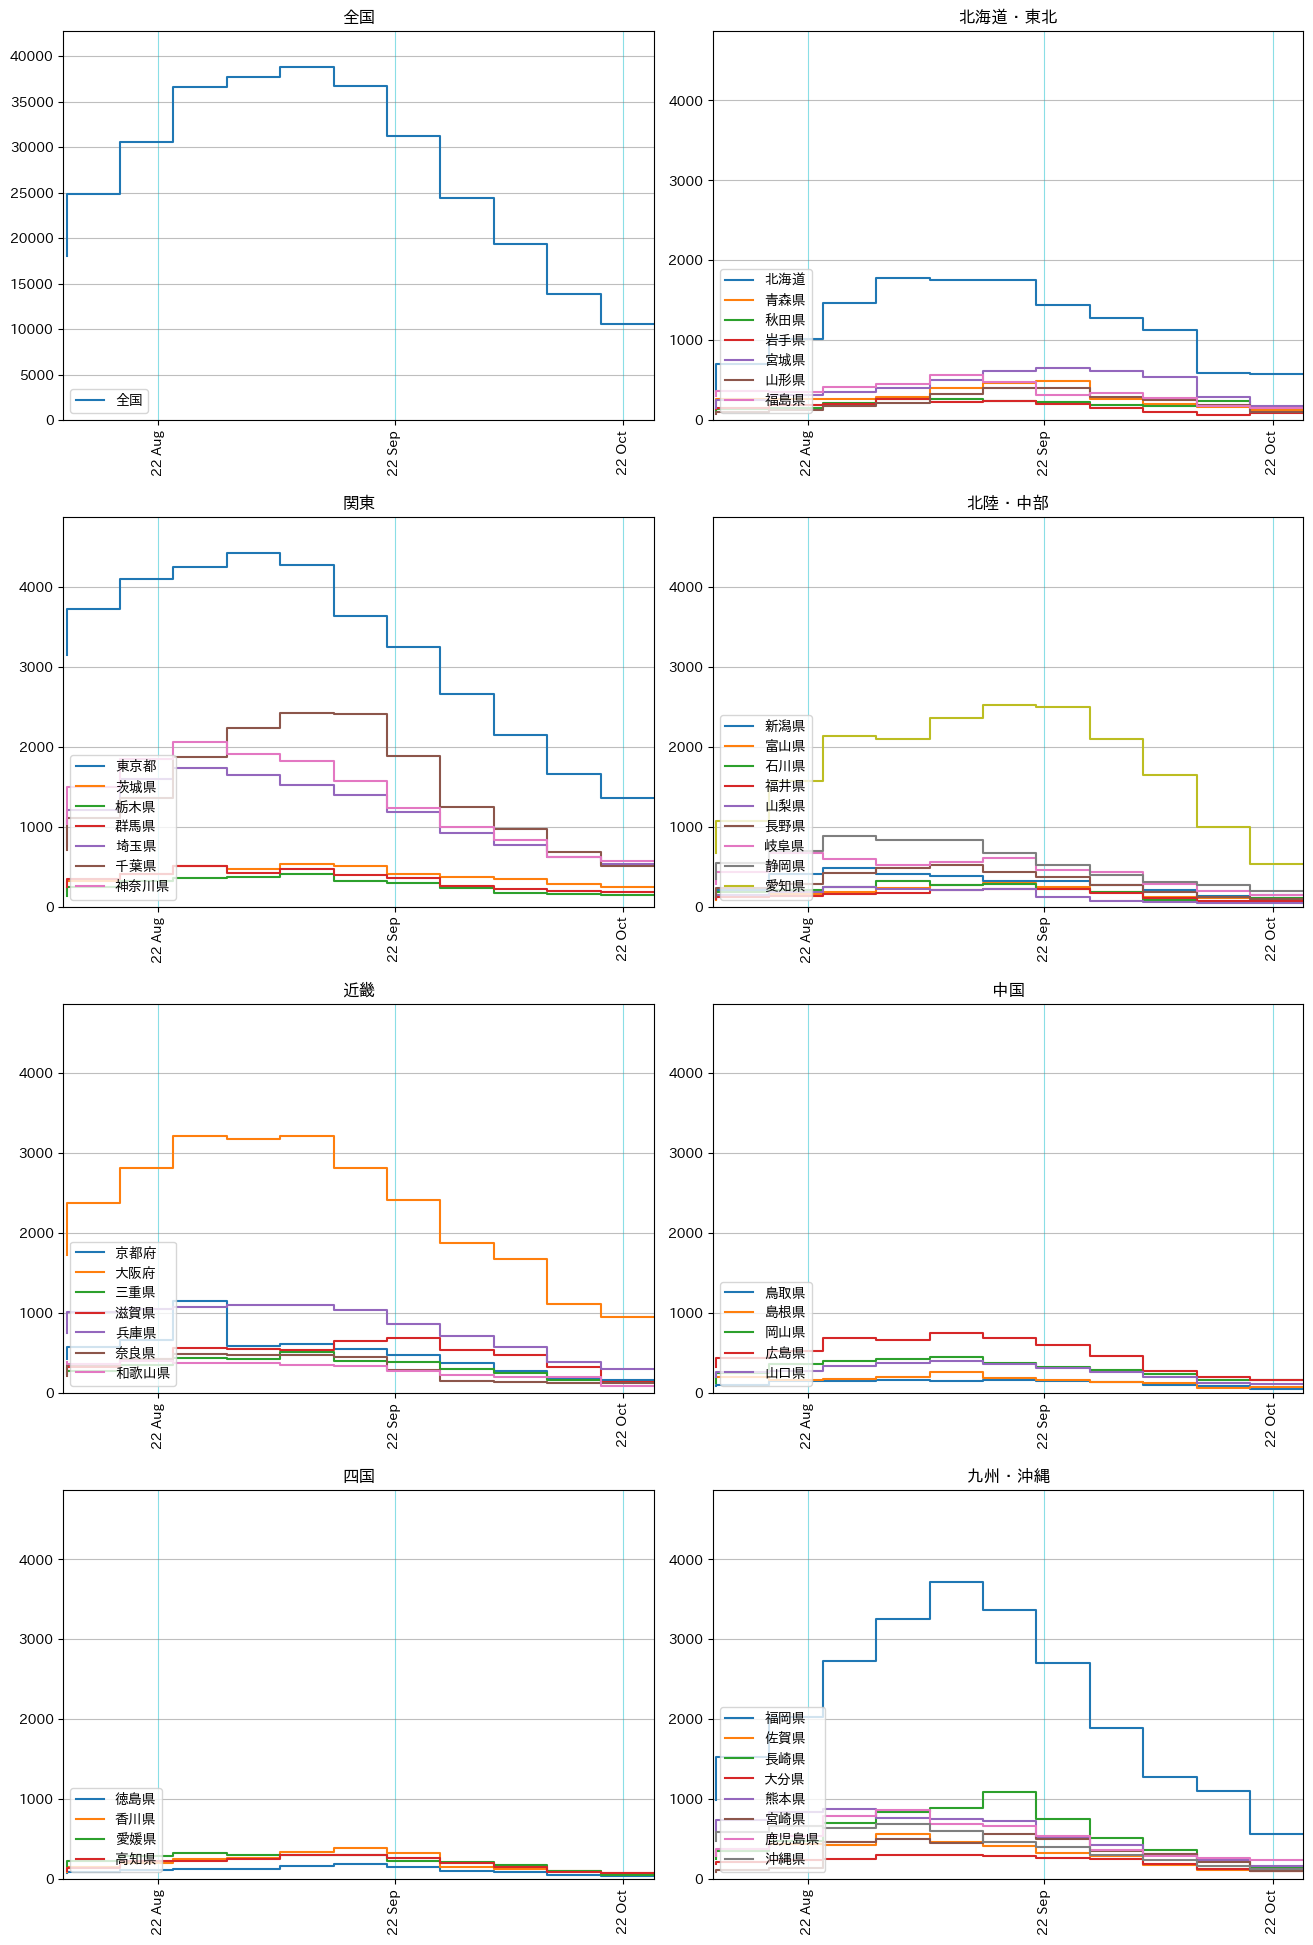 全国
40000
35000
30000
25000
20000
15000
10000
5000
0
全国
22 Aug
22 Sep
22 Oct
北海道・東北
4000
3000
2000
1000
0
北海道
青森県
秋田県
岩手県
宮城県
山形県
福島県
22 Aug
22 Sep
22 Oct
関東
4000
3000
2000
1000
0
東京都
茨城県
栃木県
群馬県
埼玉県
千葉県
神奈川県
22 Aug
22 Sep
22 Oct
北陸・中部
4000
3000
2000
1000
0
新潟県
富山県
石川県
福井県
山梨県
長野県
岐阜県
静岡県
愛知県
22 Aug
22 Sep
22 Oct
近畿
4000
3000
2000
1000
0
京都府
大阪府
三重県
滋賀県
兵庫県
奈良県
和歌山県
22 Aug
22 Sep
22 Oct
中国
4000
3000
2000
1000
0
鳥取県
島根県
岡山県
広島県
山口県
22 Aug
22 Sep
22 Oct
四国
4000
3000
2000
1000
0
徳島県
香川県
愛媛県
高知県
22 Aug
22 Sep
22 Oct
九州・沖縄
4000
3000
2000
1000
0
福岡県
佐賀県
長崎県
大分県
熊本県
宮崎県
鹿児島県
沖縄県
22 Aug
22 Sep
22 Oct